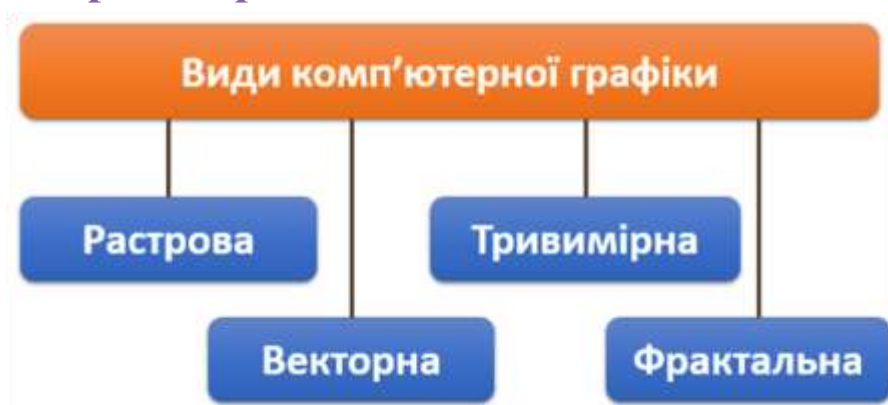 Види комп’ютерної графіки
Растрова
Тривимірна
Векторна
Фрактальна